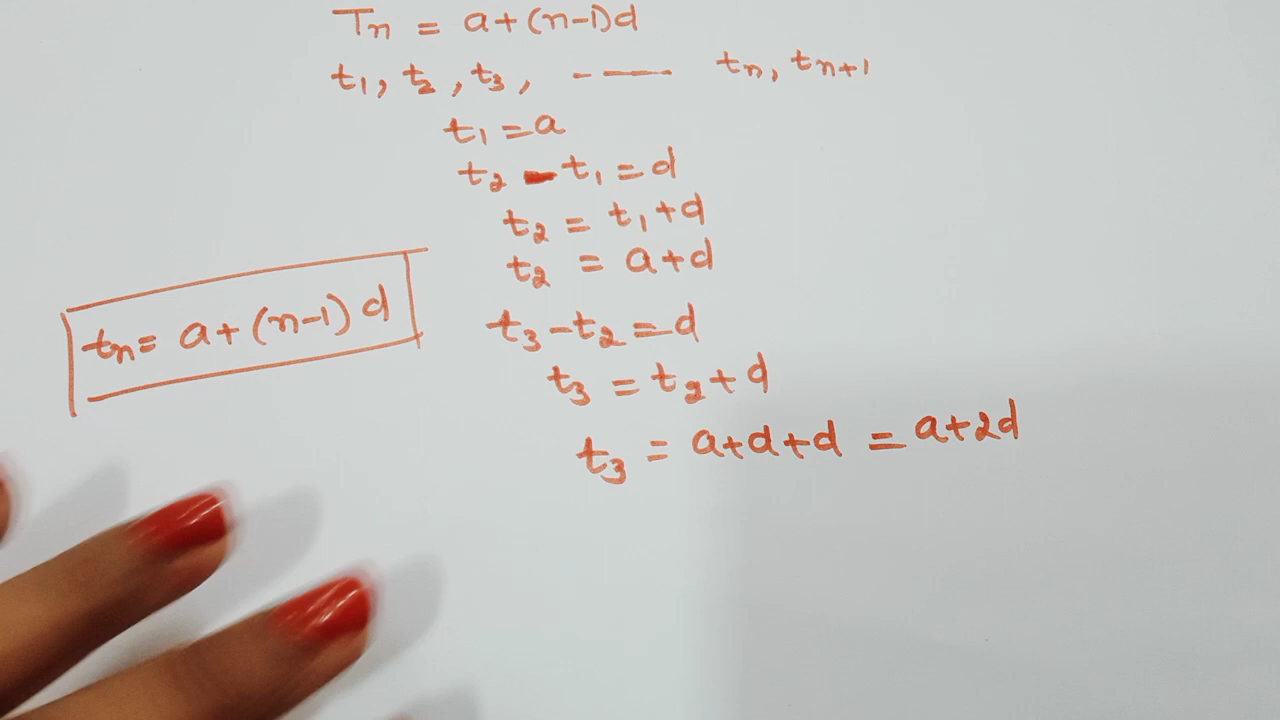 Tn = a+(n-1)d
t1, t2, t3, - —— tn, tn+1
t1 = a
t2 - t1 = d
t2 = t1+d
t2 = a+d
tn = a+(n-1)d
t3-t2 = d
t3 = t2+d
t3 = a+d+d = a+2d